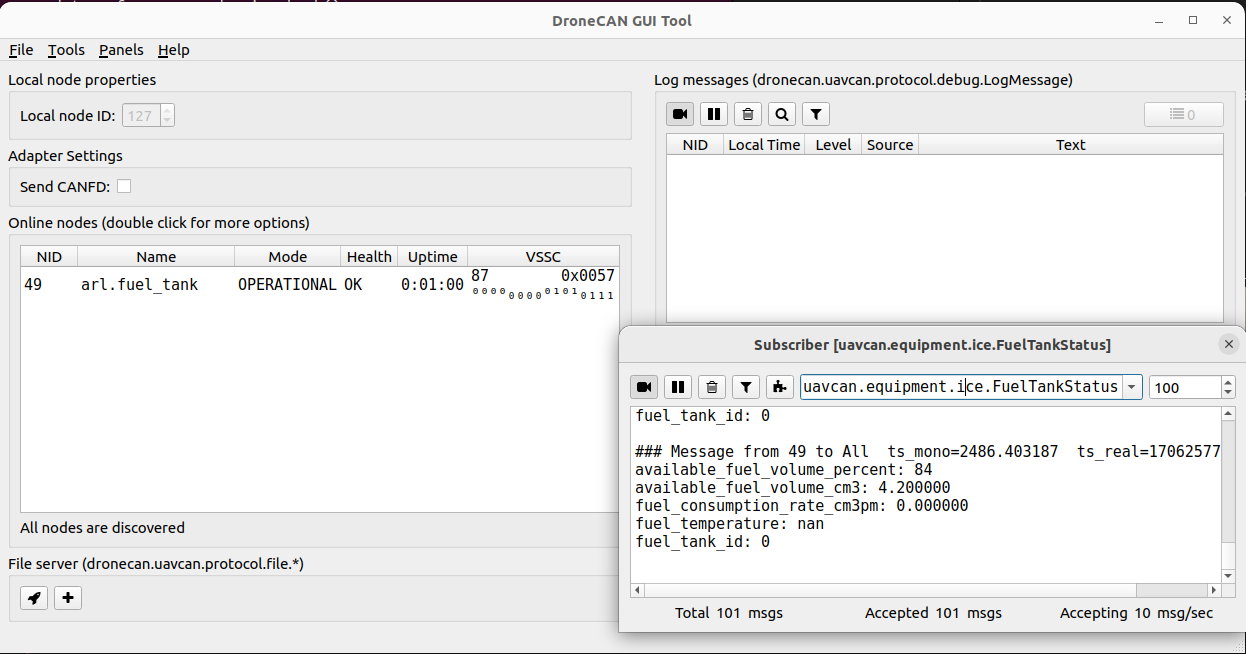 DroneCAN GUI Tool
File Tools Panels Help
Local node properties
Local node ID: 127
Adapter Settings
Send CANFD:
Online nodes (double click for more options)
NID Name Mode Health Uptime VSSC
49 arl.fuel_tank OPERATIONAL OK 0:01:00 87 0x0057
0000 0000 0101 0111
All nodes are discovered
File server (dronecan.uavcan.protocol.file.*)
Log messages (dronecan.uavcan.protocol.debug.LogMessage)
0
NID Local Time Level Source Text
Subscriber [uavcan.equipment.ice.FuelTankStatus]
uavcan.equipment.ice.FuelTankStatus 100
fuel_tank_id: 0
### Message from 49 to All ts_mono=2486.403187 ts_real=17062577
available_fuel_volume_percent: 84
available_fuel_volume_cm3: 4.200000
fuel_consumption_rate_cm3pm: 0.000000
fuel_temperature: nan
fuel_tank_id: 0
Total 101 msgs Accepted 101 msgs Accepting 10 msg/sec